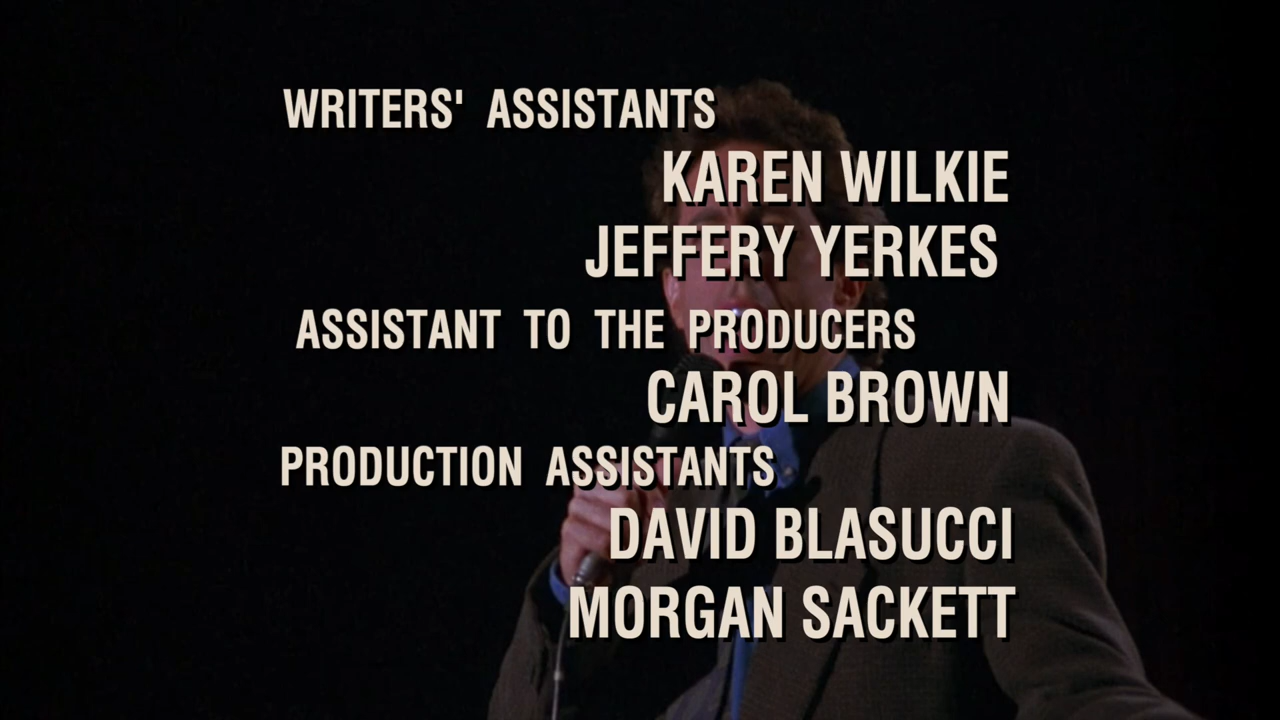 WRITERS' ASSISTANTS
KAREN WILKIE
JEFFERY YERKES
ASSISTANT TO THE PRODUCERS
CAROL BROWN
PRODUCTION ASSISTANTS
DAVID BLASUCCI
MORGAN SACKETT